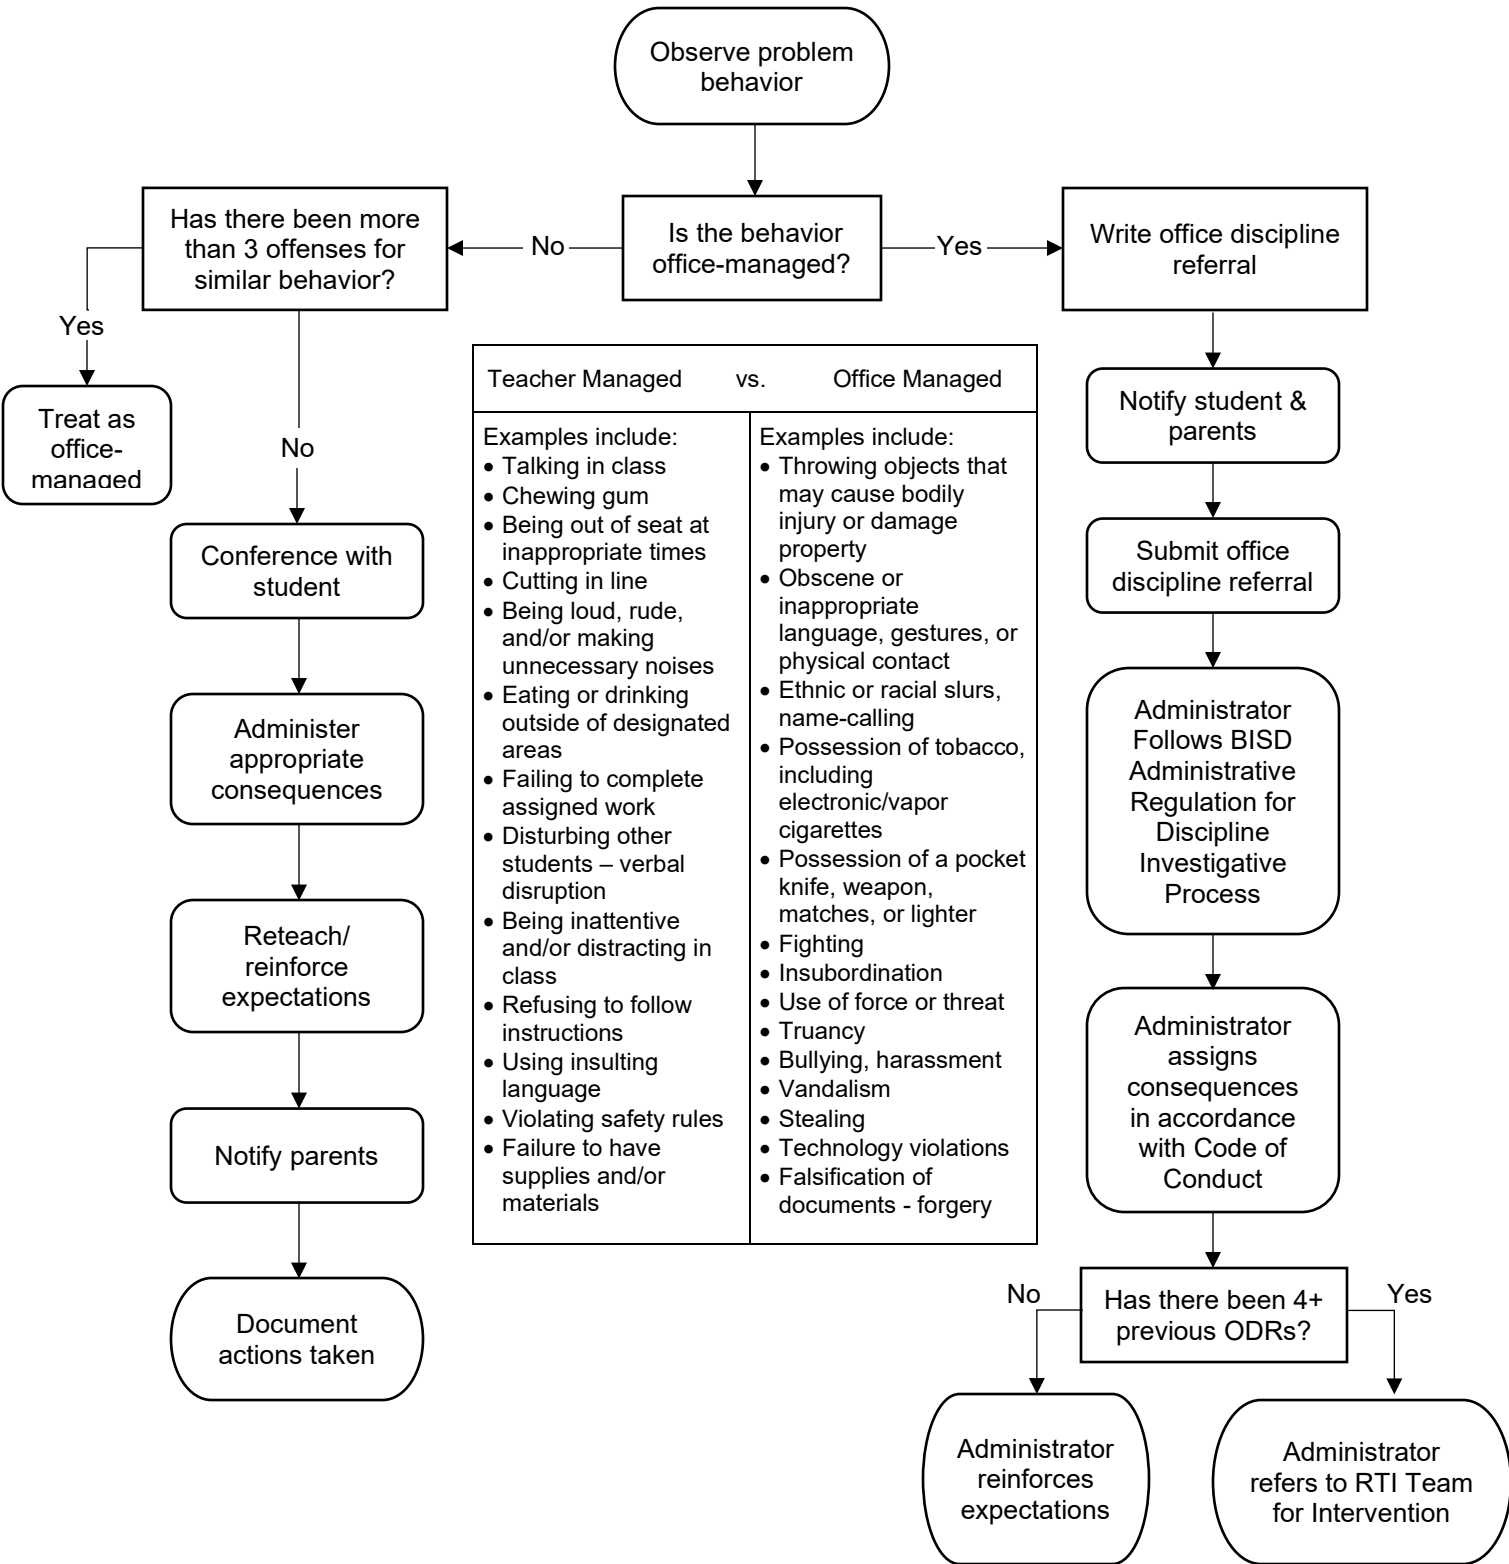 Observe problem
behavior
Has there been more
than 3 offenses for
similar behavior?
No
Is the behavior
office-managed?
Yes
Write office discipline
referral
Yes
Treat as
office-
managed
No
Conference with
student
Administer
appropriate
consequences
Reteach/
reinforce
expectations
Notify parents
Document
actions taken
Teacher Managed vs. Office Managed
Examples include:
• Talking in class
• Chewing gum
• Being out of seat at
inappropriate times
• Cutting in line
• Being loud, rude,
and/or making
unnecessary noises
• Eating or drinking
outside of designated
areas
• Failing to complete
assigned work
• Disturbing other
students – verbal
disruption
• Being inattentive
and/or distracting in
class
• Refusing to follow
instructions
• Using insulting
language
• Violating safety rules
• Failure to have
supplies and/or
materials
Examples include:
• Throwing objects that
may cause bodily
injury or damage
property
• Obscene or
inappropriate
language, gestures, or
physical contact
• Ethnic or racial slurs,
name-calling
• Possession of tobacco,
including
electronic/vapor
cigarettes
• Possession of a pocket
knife, weapon,
matches, or lighter
• Fighting
• Insubordination
• Use of force or threat
• Truancy
• Bullying, harassment
• Vandalism
• Stealing
• Technology violations
• Falsification of
documents - forgery
Notify student &
parents
Submit office
discipline referral
Administrator
Follows BISD
Administrative
Regulation for
Discipline
Investigative
Process
Administrator
assigns
consequences
in accordance
with Code of
Conduct
No
Has there been 4+
previous ODRs?
Yes
Administrator
reinforces
expectations
Administrator
refers to RTI Team
for Intervention